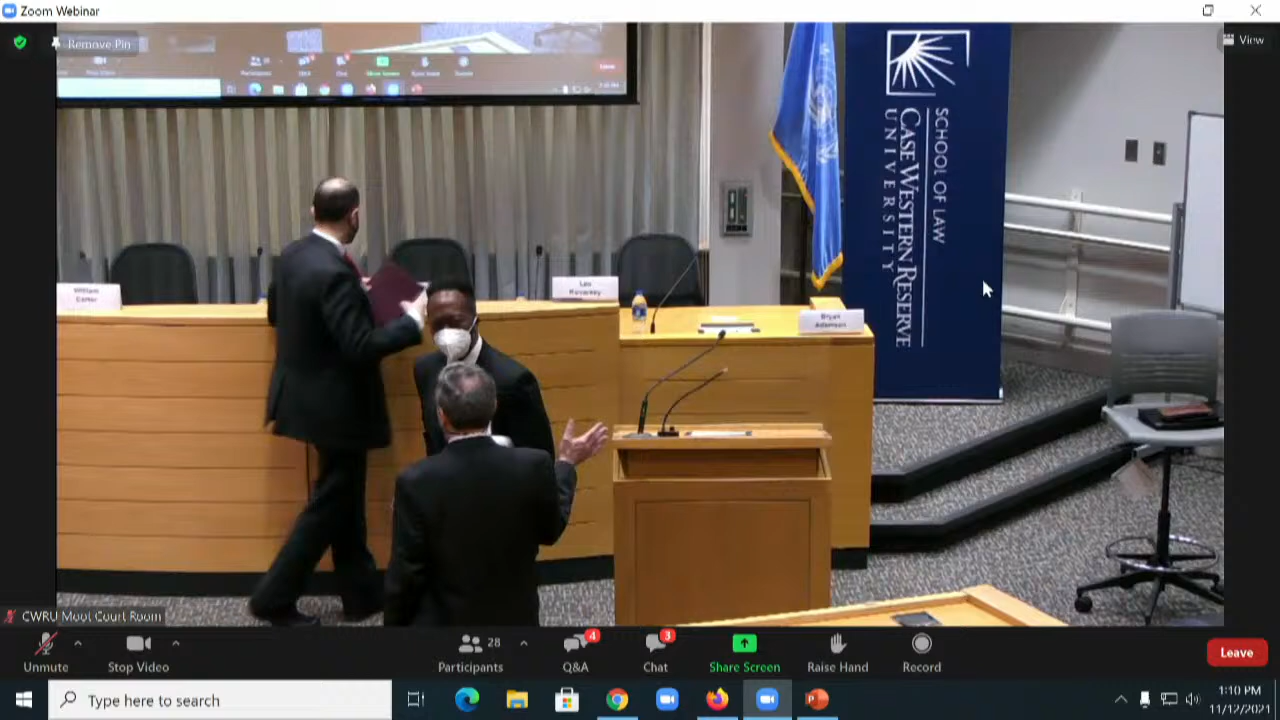 Zoom Webinar
Remove Pin
View
Participants
Leave
SCHOOL OF LAW
CASE WESTERN RESERVE
UNIVERSITY
William
Carter
Leo
Bryan
Adamson
CWRU Moot Court Room
Unmute
Stop Video
28
Participants
4
Q&A
3
Chat
Share Screen
Raise Hand
Record
Leave
Type here to search
1:10 PM
11/12/2021